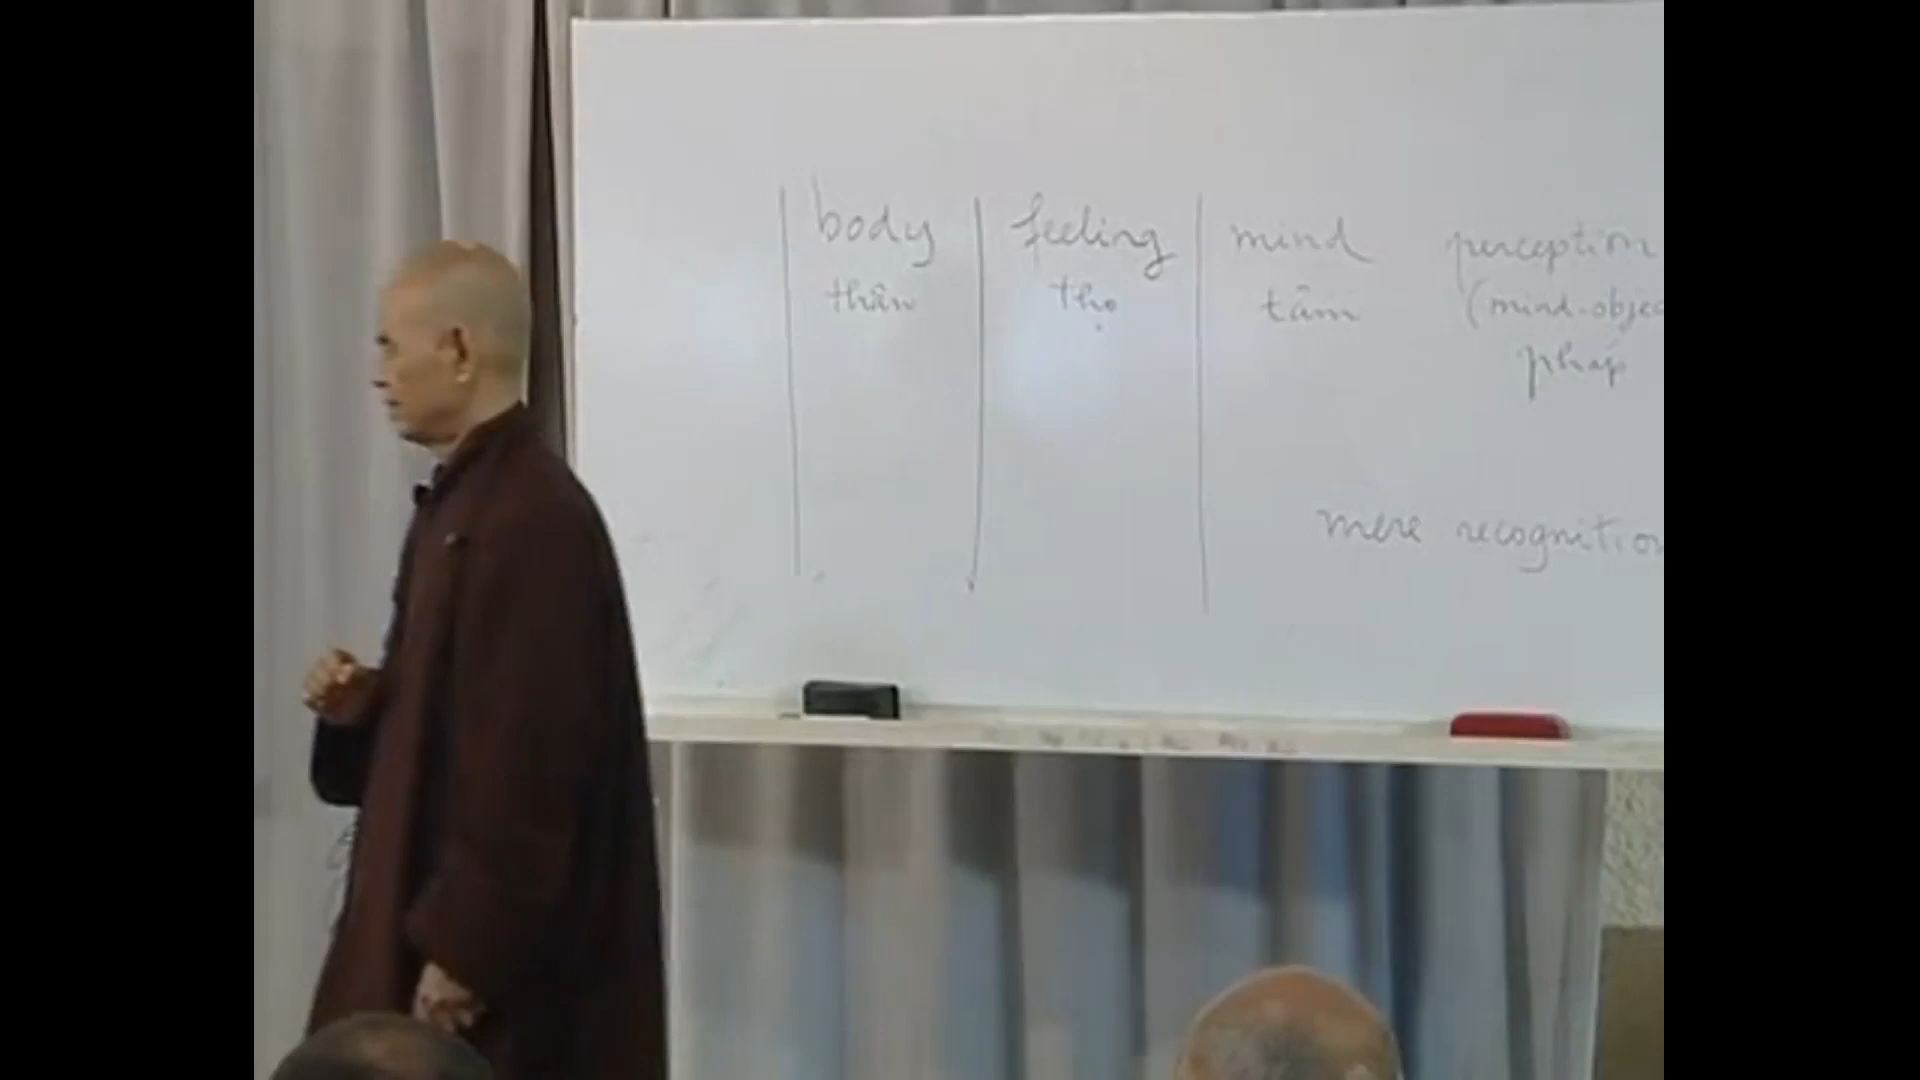 body feeling mind perception
thân thọ tâm (mind-objec
pháp
mere recognition